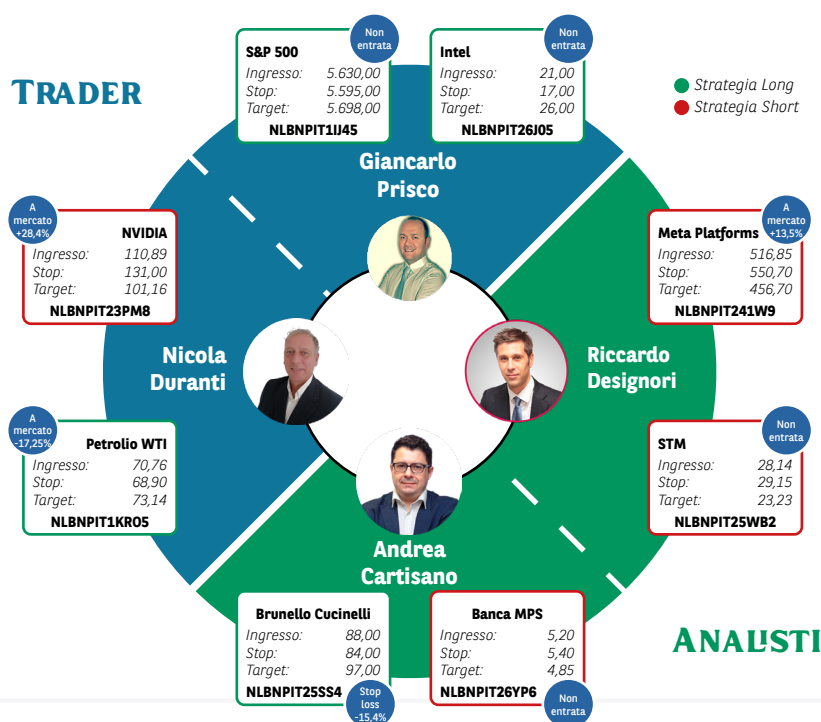 TRADER
Non
entrata
S&P 500
Ingresso: 5.630,00
Stop: 5.595,00
Target: 5.698,00
NLBNPIT1IJ45
Non
entrata
Intel
Ingresso: 21,00
Stop: 17,00
Target: 26,00
NLBNPIT26J05
Strategia Long
Strategia Short
Giancarlo
Prisco
A
mercato
+28,4%
NVIDIA
Ingresso: 110,89
Stop: 131,00
Target: 101,16
NLBNPIT23PM8
A
mercato
+13,5%
Meta Platforms
Ingresso: 516,85
Stop: 550,70
Target: 456,70
NLBNPIT241W9
Nicola
Duranti
Riccardo
Designori
A
mercato
-17,25%
Petrolio WTI
Ingresso: 70,76
Stop: 68,90
Target: 73,14
NLBNPIT1KRO5
Non
entrata
STM
Ingresso: 28,14
Stop: 29,15
Target: 23,23
NLBNPIT25WB2
Andrea
Cartisano
Brunello Cucinelli
Ingresso: 88,00
Stop: 84,00
Target: 97,00
NLBNPIT25SS4
Stop
loss
-15,4%
Banca MPS
Ingresso: 5,20
Stop: 5,40
Target: 4,85
NLBNPIT26YP6
Non
entrata
ANALISTI